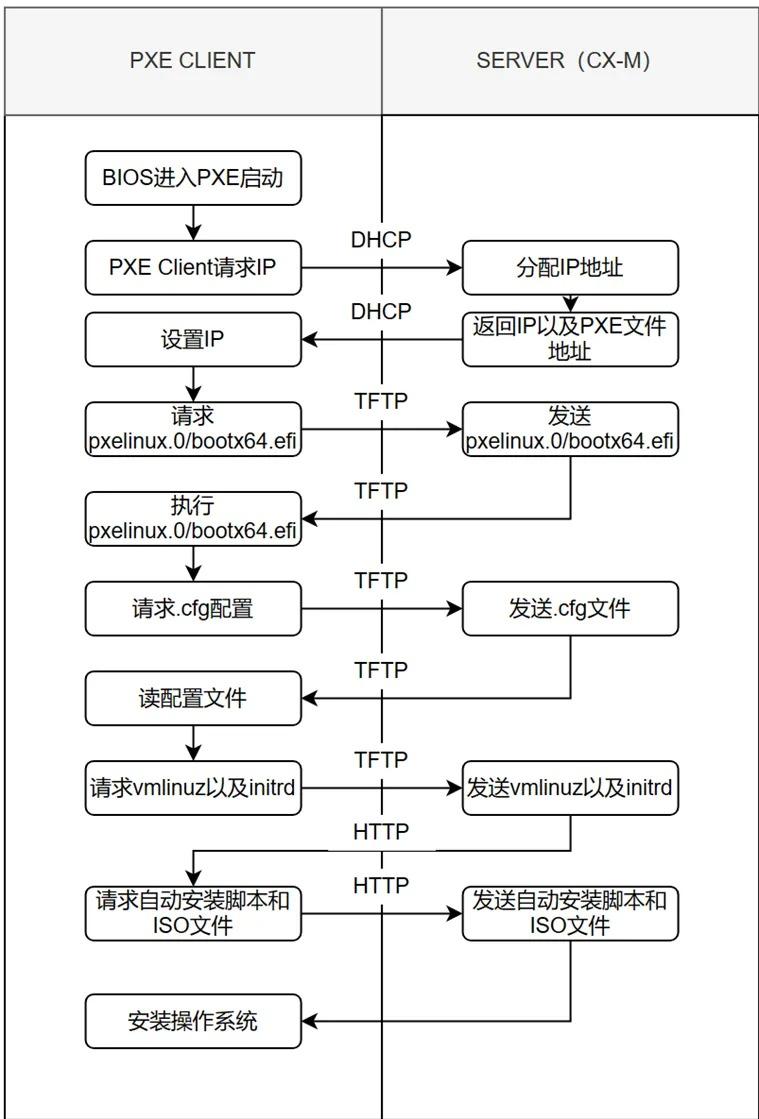 PXE CLIENT
SERVER（CX-M）
BIOS进入PXE启动
DHCP
PXE Client请求IP
分配IP地址
DHCP
设置IP
返回IP以及PXE文件
地址
TFTP
请求
pxelinux.0/bootx64.efi
发送
pxelinux.0/bootx64.efi
TFTP
执行
pxelinux.0/bootx64.efi
TFTP
请求.cfg配置
发送.cfg文件
TFTP
读配置文件
TFTP
请求vmlinuz以及initrd
发送vmlinuz以及initrd
HTTP
HTTP
请求自动安装脚本和
ISO文件
发送自动安装脚本和
ISO文件
安装操作系统